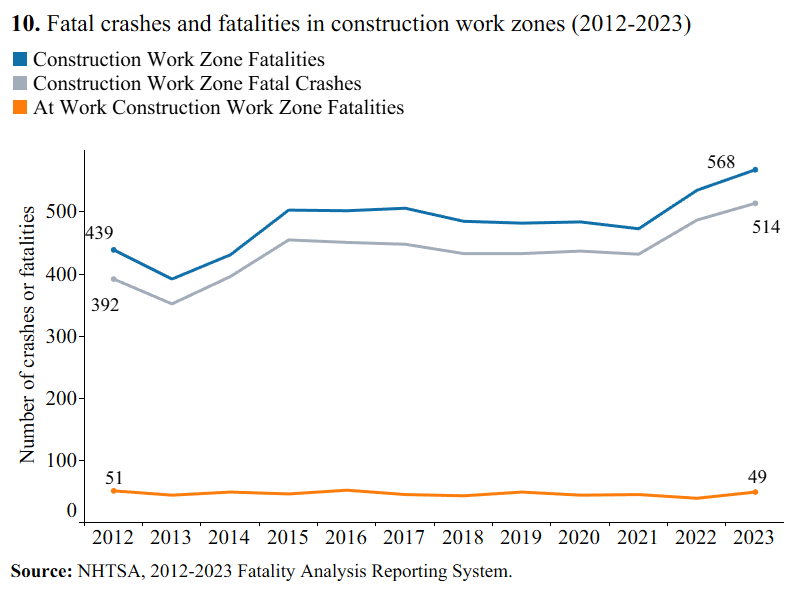 10. Fatal crashes and fatalities in construction work zones (2012-2023)
Construction Work Zone Fatalities
Construction Work Zone Fatal Crashes
At Work Construction Work Zone Fatalities
Number of crashes or fatalities
500
400
300
200
100
0
439
392
51
568
514
49
2012 2013 2014 2015 2016 2017 2018 2019 2020 2021 2022 2023
Source: NHTSA, 2012-2023 Fatality Analysis Reporting System.